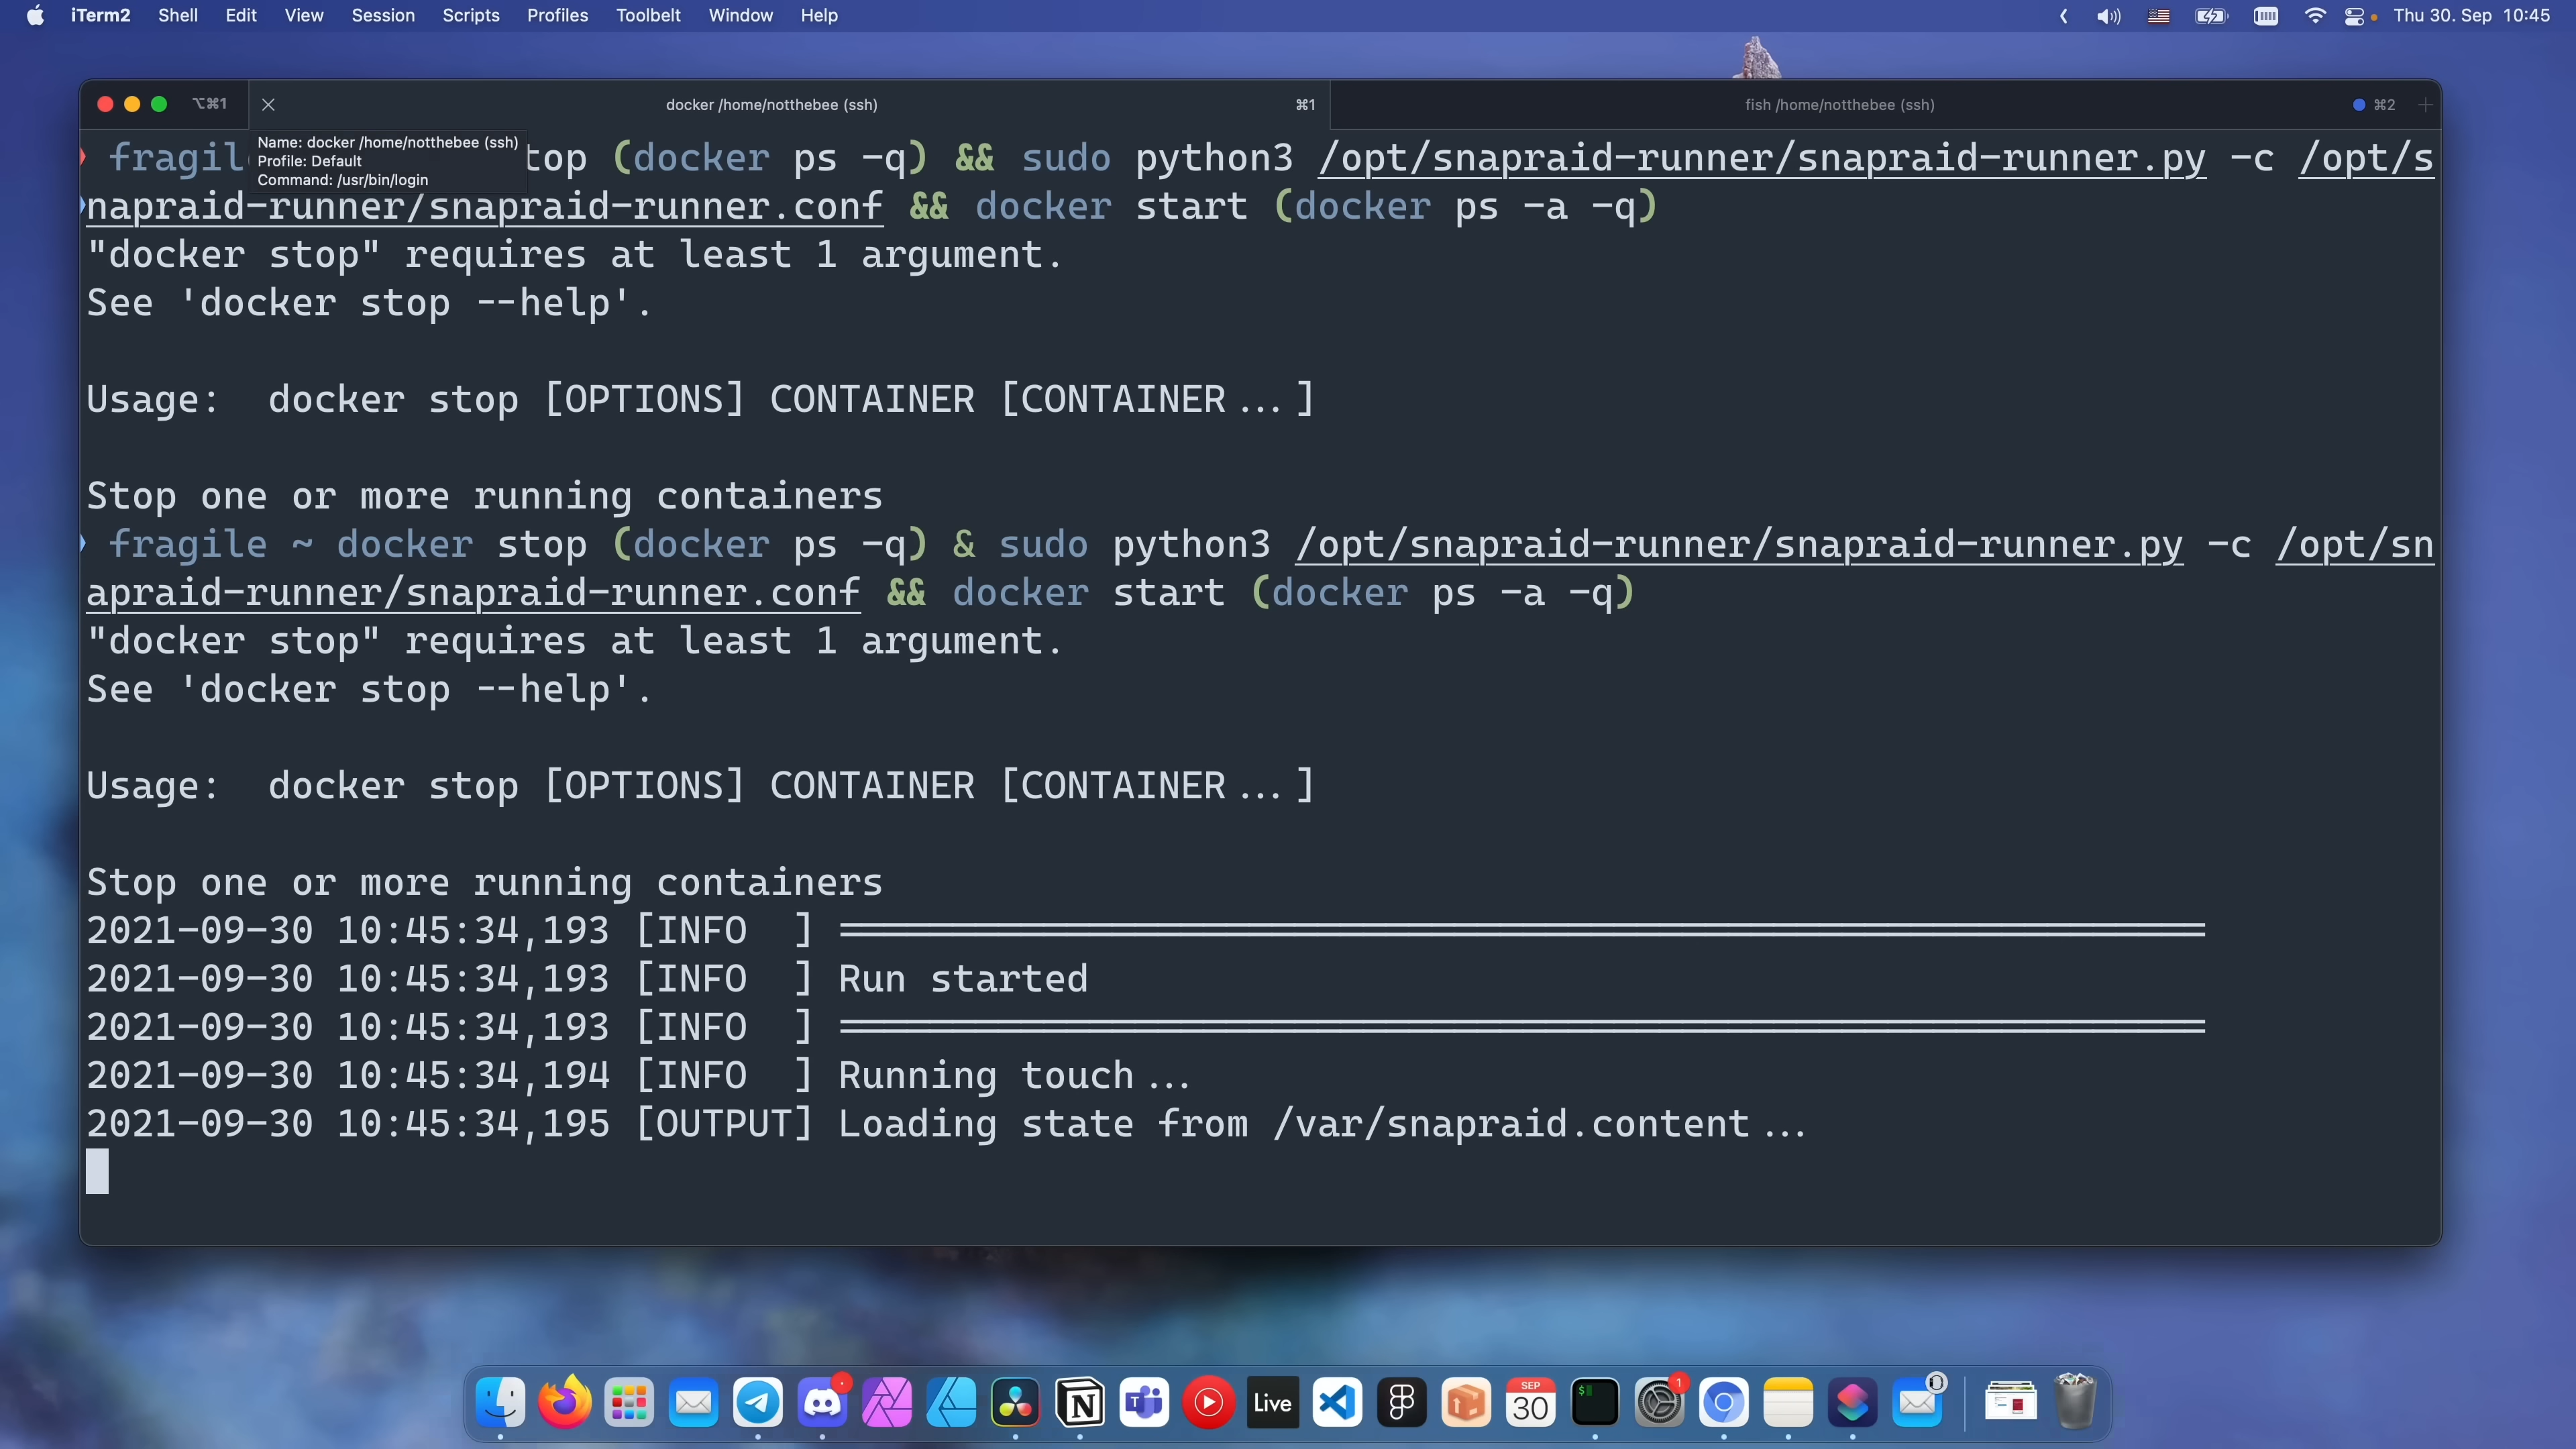 iTerm2 Shell Edit View Session Scripts Profiles Toolbelt Window Help Thu 30. Sep 10:45
⌥⌘1 docker /home/notthebee (ssh) ⌘1 fish /home/notthebee (ssh) ⌘2
Name: docker /home/notthebee (ssh)
Profile: Default
Command: /usr/bin/login
fragil top (docker ps -q) && sudo python3 /opt/snapraid-runner/snapraid-runner.py -c /opt/s
napraid-runner/snapraid-runner.conf && docker start (docker ps -a -q)
"docker stop" requires at least 1 argument.
See 'docker stop --help'.
Usage:  docker stop [OPTIONS] CONTAINER [CONTAINER...]
Stop one or more running containers
fragile ~ docker stop (docker ps -q) & sudo python3 /opt/snapraid-runner/snapraid-runner.py -c /opt/sn
apraid-runner/snapraid-runner.conf && docker start (docker ps -a -q)
"docker stop" requires at least 1 argument.
See 'docker stop --help'.
Usage:  docker stop [OPTIONS] CONTAINER [CONTAINER...]
Stop one or more running containers
2021-09-30 10:45:34,193 [INFO  ] ============================================================
2021-09-30 10:45:34,193 [INFO  ] Run started
2021-09-30 10:45:34,193 [INFO  ] ============================================================
2021-09-30 10:45:34,194 [INFO  ] Running touch...
2021-09-30 10:45:34,195 [OUTPUT] Loading state from /var/snapraid.content...
Live
SEP
30
$
1
0